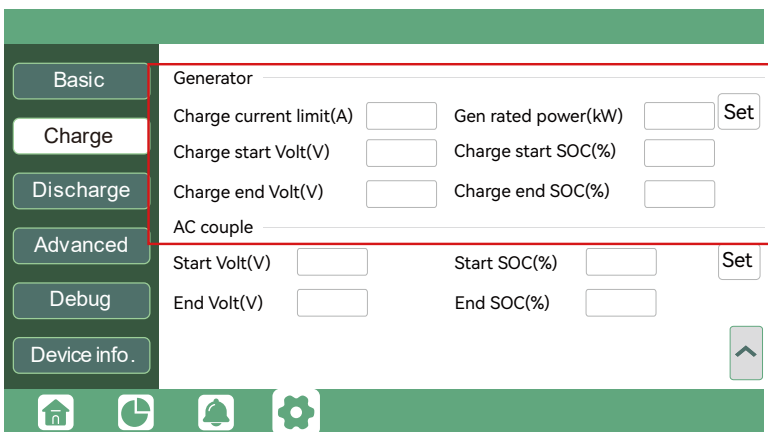 Basic
Charge
Discharge
Advanced
Debug
Device info.
Generator
Charge current limit(A) Gen rated power(kW) Set
Charge start Volt(V) Charge start SOC(%)
Charge end Volt(V) Charge end SOC(%)
AC couple
Start Volt(V) Start SOC(%) Set
End Volt(V) End SOC(%)